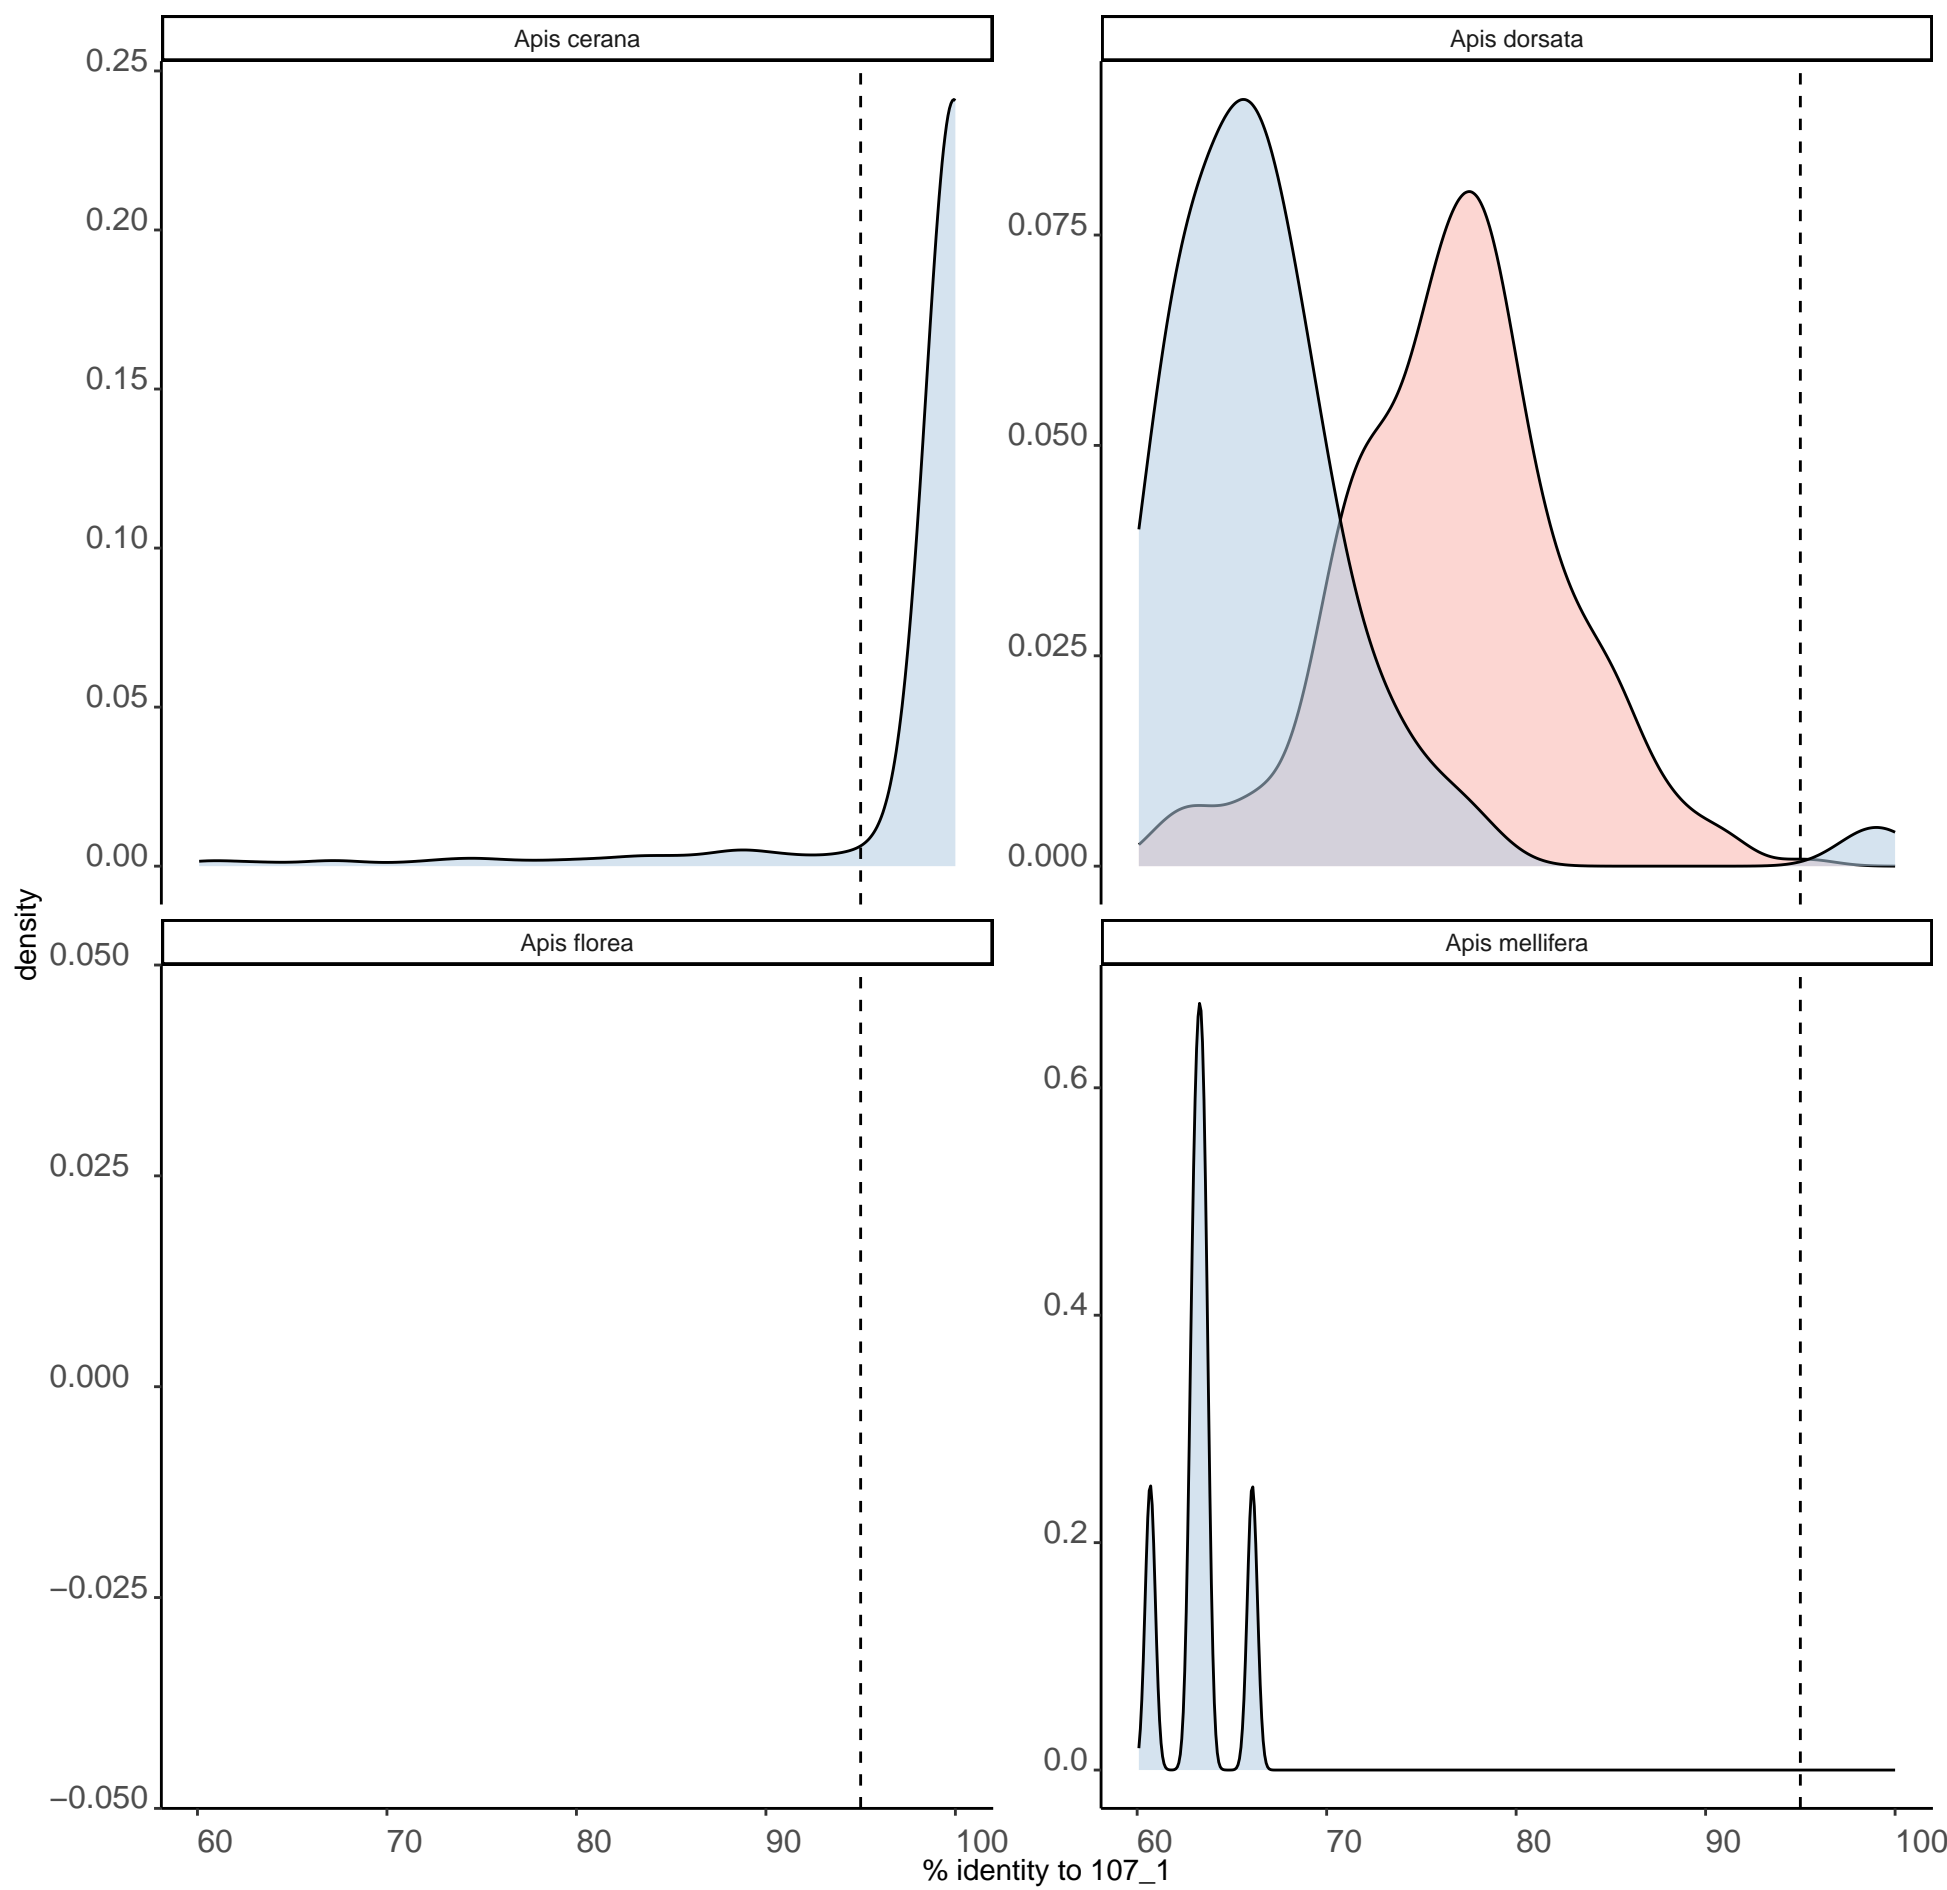 Apis cerana
Apis dorsata
0.25
0.20
0.15
0.10
0.05
0.00
0.075
0.050
0.025
0.000
density
Apis florea
Apis mellifera
0.050
0.025
0.000
−0.025
−0.050
0.6
0.4
0.2
0.0
60 70 80 90 100
60 70 80 90 100
% identity to 107_1